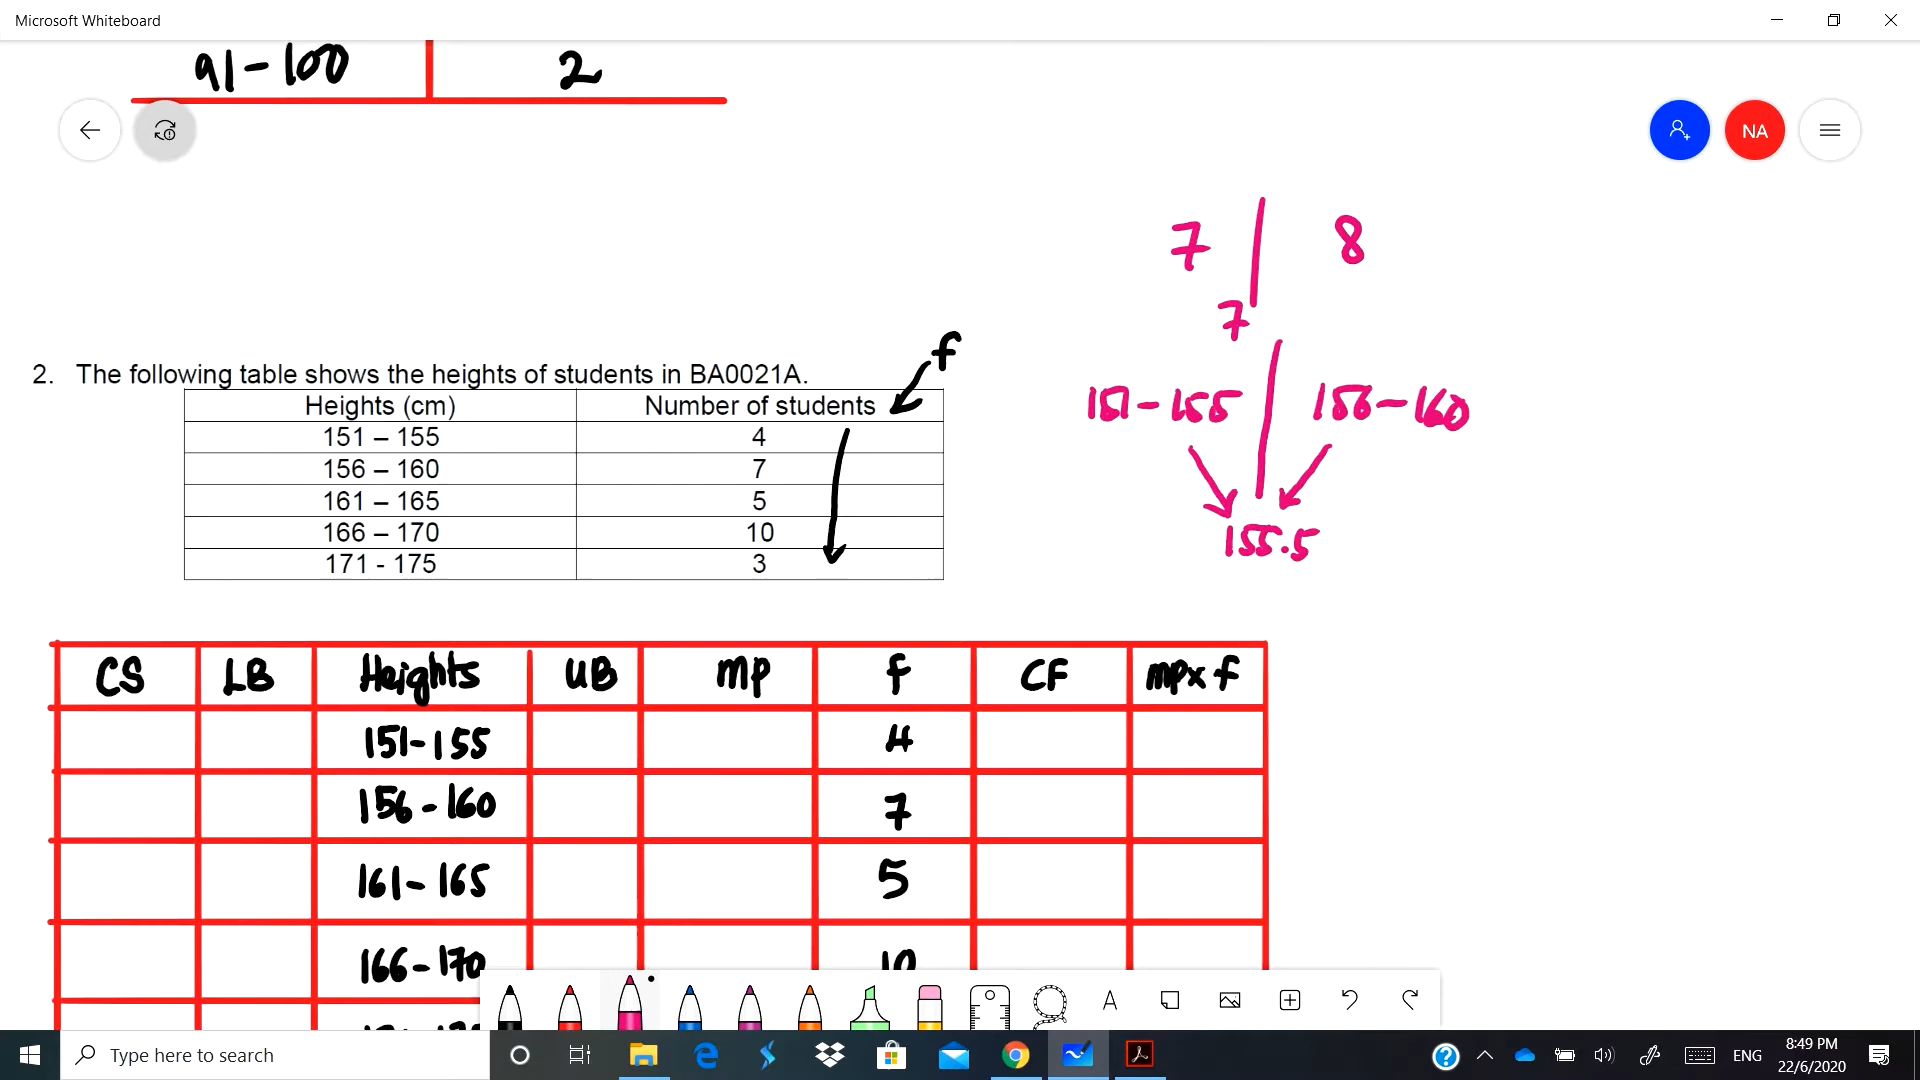 Microsoft Whiteboard
91-100 2
NA
7 8
7
f
2. The following table shows the heights of students in BA0021A.
Heights (cm) Number of students
151 – 155 4
156 – 160 7
161 – 165 5
166 – 170 10
171 - 175 3
151-155 156-160
155.5
CS LB Heights UB MP f CF MPx f
151-155 4
156-160 7
161-165 5
166-170 10
A
Type here to search
ENG
8:49 PM
22/6/2020